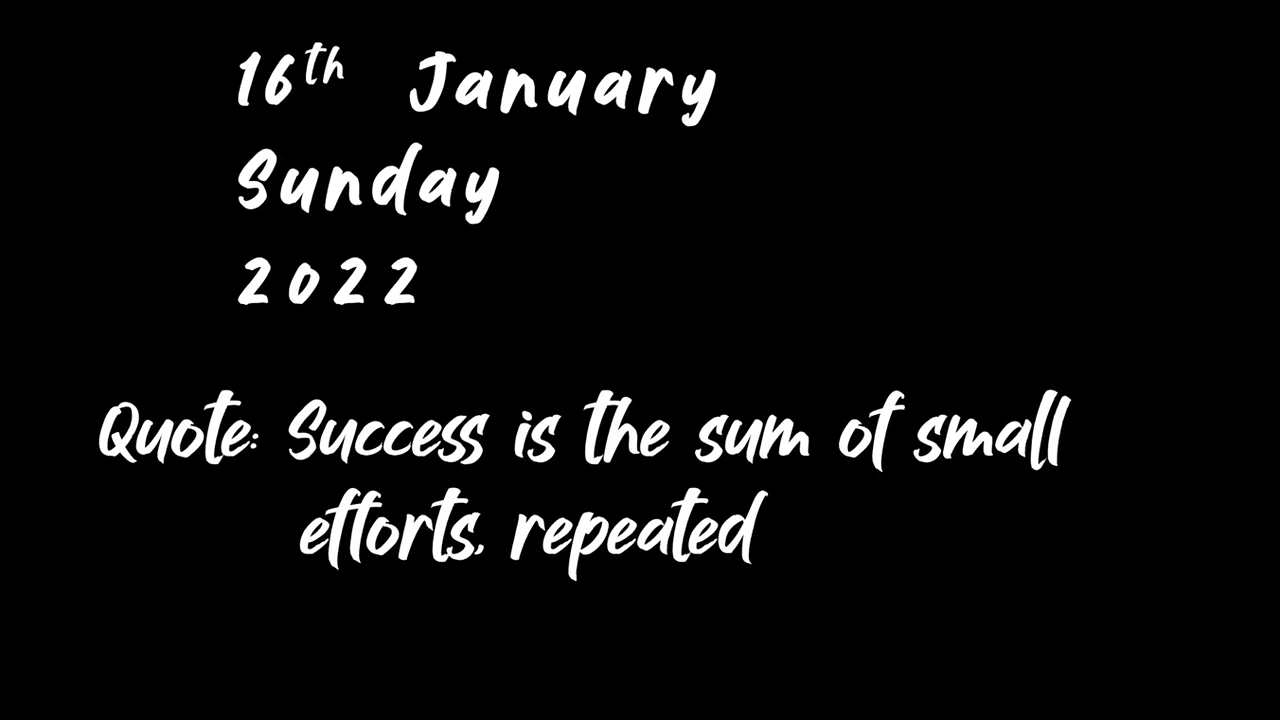 16th January
Sunday
2022
Quote: Success is the sum of small
efforts, repeated